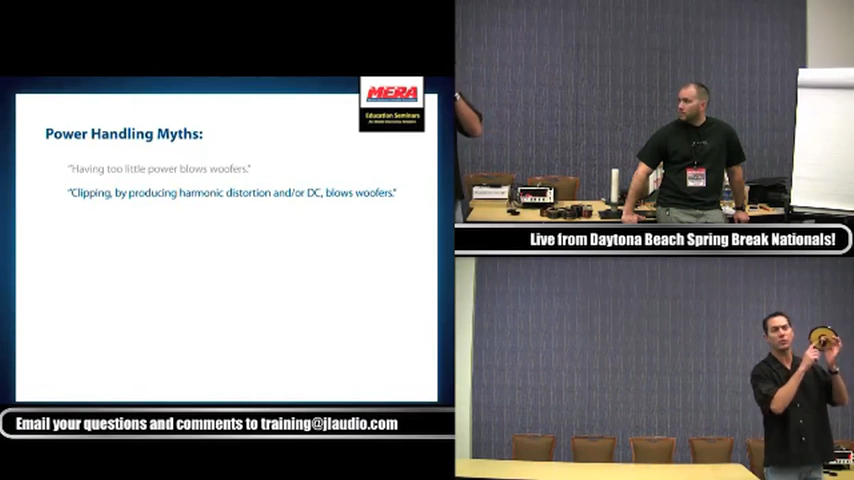 MERA
Education Seminars
Power Handling Myths:
"Having too little power blows woofers."
"Clipping, by producing harmonic distortion and/or DC, blows woofers."
Live from Daytona Beach Spring Break Nationals!
Email your questions and comments to training@jlaudio.com